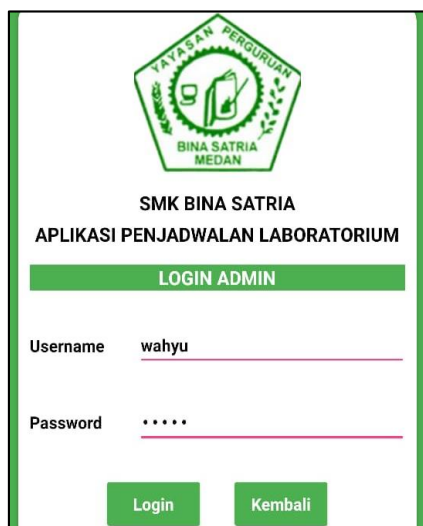 YAYASAN PERGURUAN
BINA SATRIA
MEDAN
SMK BINA SATRIA
APLIKASI PENJADWALAN LABORATORIUM
LOGIN ADMIN
Username wahyu
Password •••••
Login Kembali